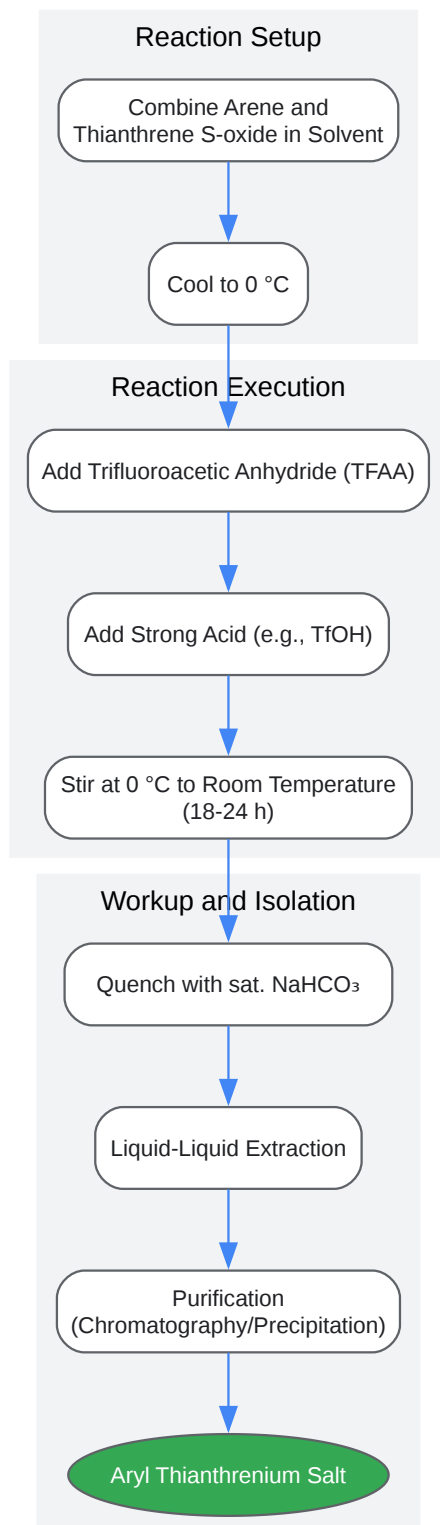 Reaction Setup
Combine Arene and
Thianthrene S-oxide in Solvent
Cool to 0 °C
Reaction Execution
Add Trifluoroacetic Anhydride (TFAA)
Add Strong Acid (e.g., TfOH)
Stir at 0 °C to Room Temperature
(18-24 h)
Workup and Isolation
Quench with sat. NaHCO₃
Liquid-Liquid Extraction
Purification
(Chromatography/Precipitation)
Aryl Thianthrenium Salt